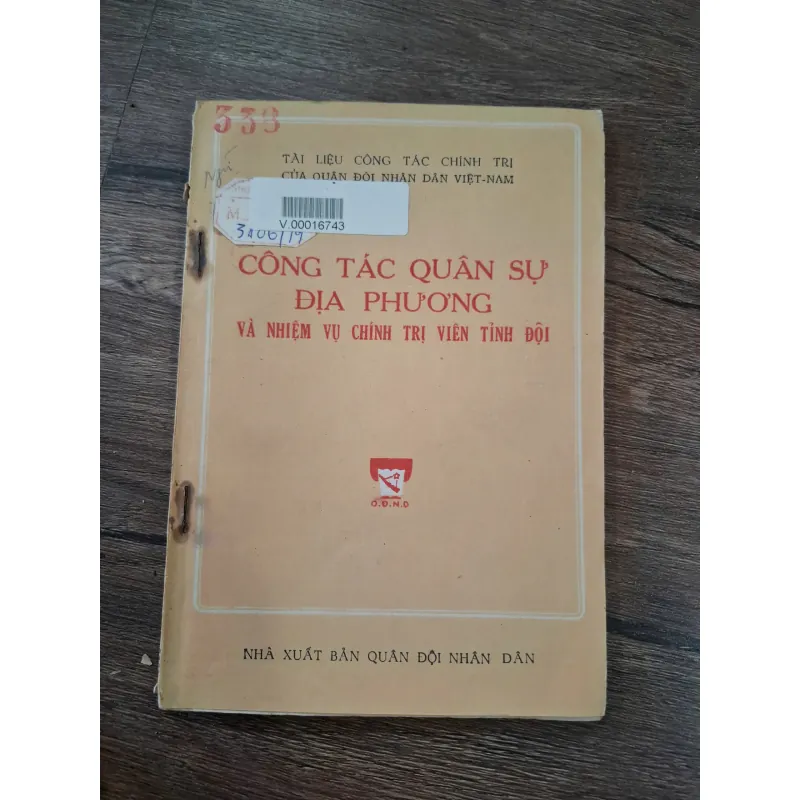 338
TÀI LIỆU CÔNG TÁC CHÍNH TRỊ
CỦA QUÂN ĐỘI NHÂN DÂN VIỆT-NAM
V.00016743
CÔNG TÁC QUÂN SỰ
ĐỊA PHƯƠNG
VÀ NHIỆM VỤ CHÍNH TRỊ VIÊN TỈNH ĐỘI
Q.Đ.N.D
NHÀ XUẤT BẢN QUÂN ĐỘI NHÂN DÂN